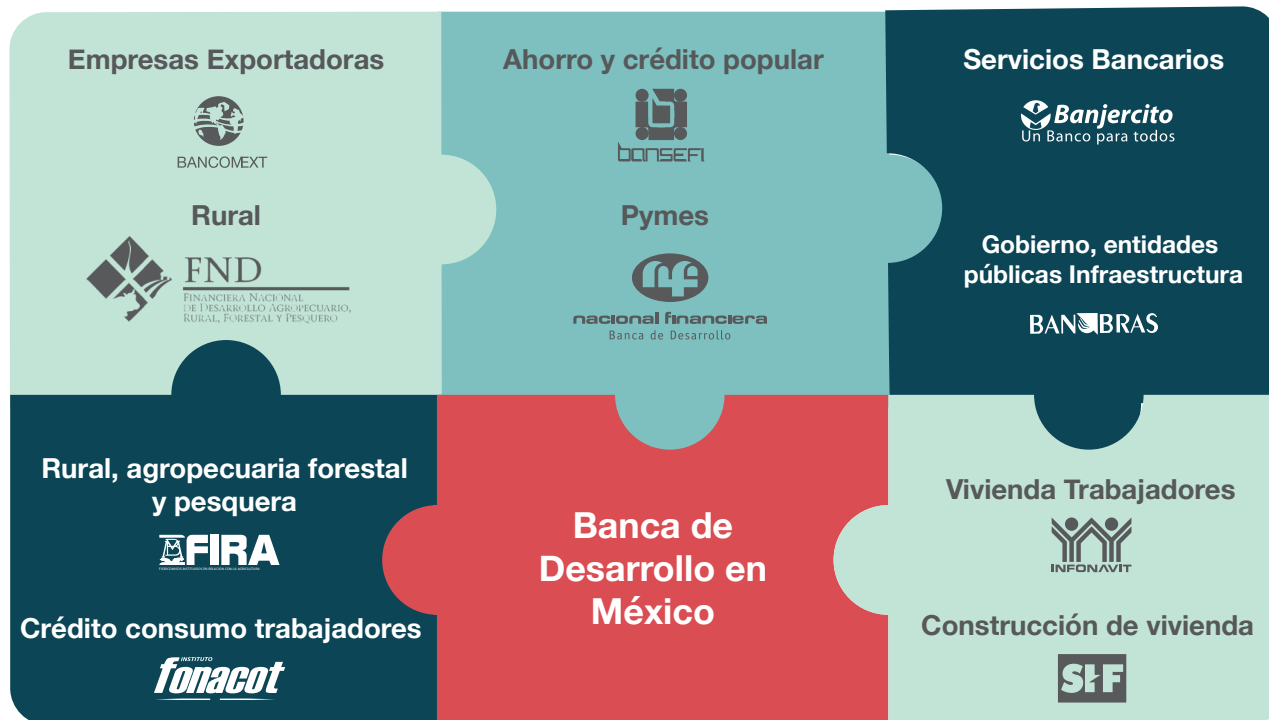 Empresas Exportadoras
BANCOMEXT
Rural
FND
FINANCIERA NACIONAL
DE DESARROLLO AGROPECUARIO,
RURAL, FORESTAL Y PESQUERO
Ahorro y crédito popular
bansefi
Pymes
nf
nacional financiera
Banca de Desarrollo
Servicios Bancarios
Banjercito
Un Banco para todos
Gobierno, entidades
públicas Infraestructura
BANOBRAS
Rural, agropecuaria forestal
y pesquera
FIRA
Crédito consumo trabajadores
INSTITUTO
fonacot
Banca de
Desarrollo en
México
Vivienda Trabajadores
INFONAVIT
Construcción de vivienda
SHF